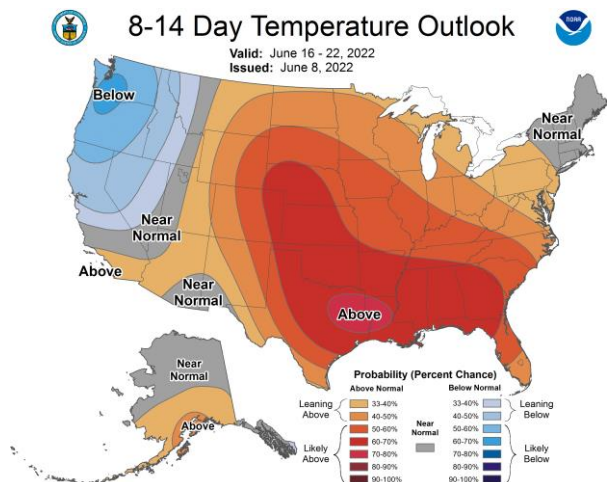 8-14 Day Temperature Outlook
NOAA
Valid: June 16 - 22, 2022
Issued: June 8, 2022
Below
Near
Normal
Near
Normal
Above
Near
Normal
Above
Near
Normal
Above
Probability (Percent Chance)
Above Normal
Below Normal
Leaning
Above
33-40%
40-50%
Likely
Above
50-60%
60-70%
70-80%
80-90%
90-100%
Near
Normal
33-40%
40-50%
Leaning
Below
50-60%
60-70%
70-80%
80-90%
90-100%
Likely
Below